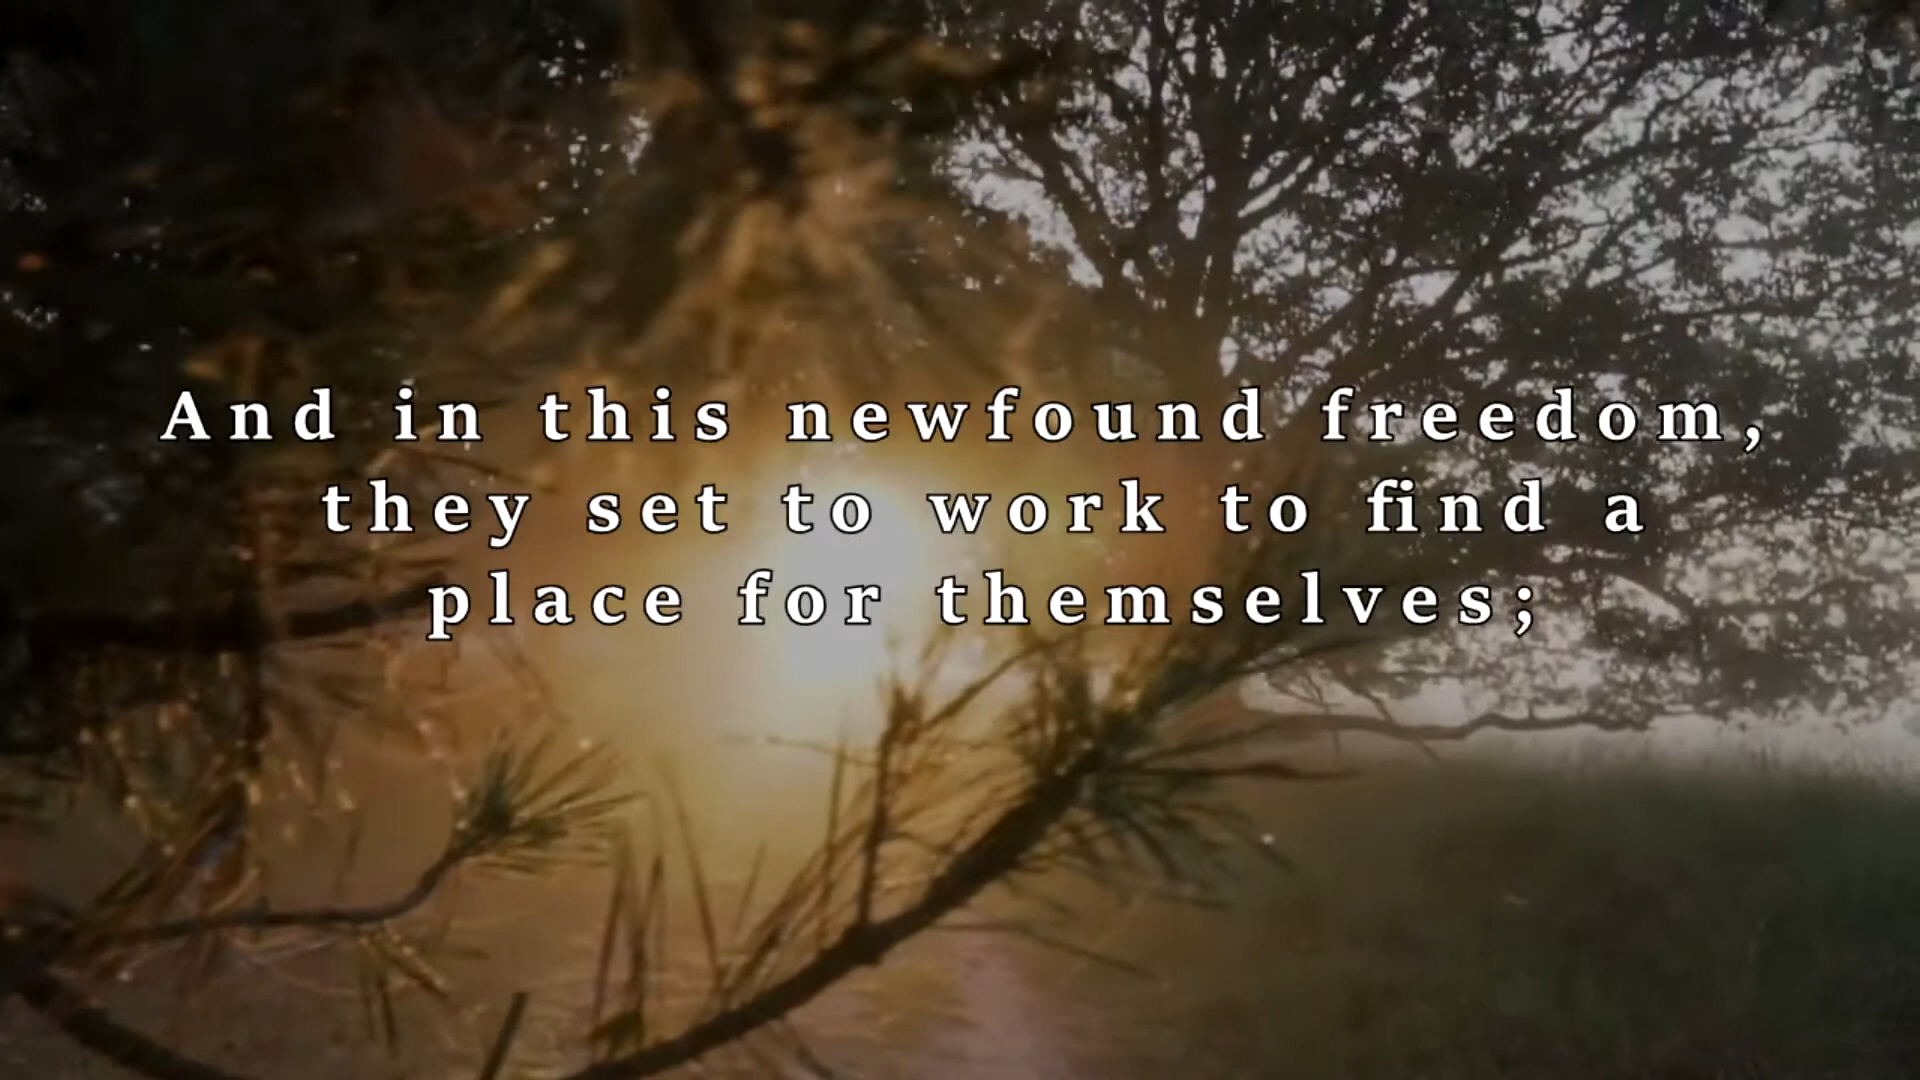 And in this newfound freedom,
they set to work to find a
place for themselves;